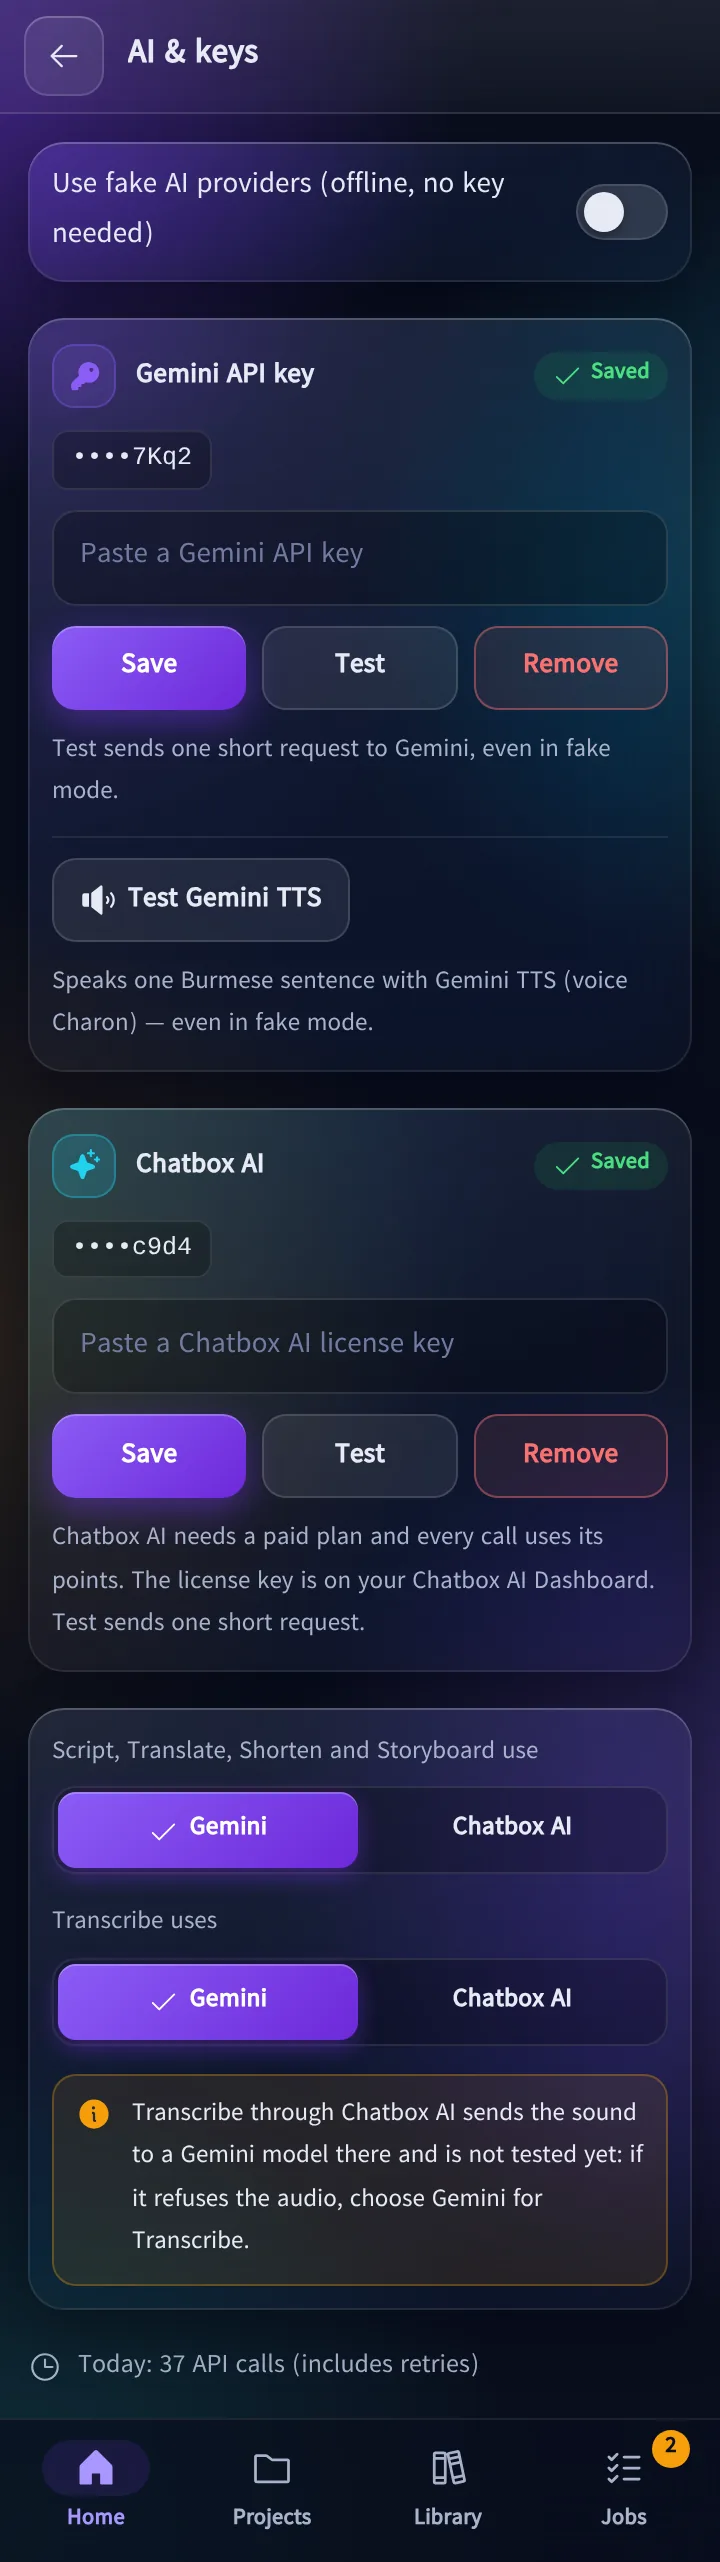 AI & keys
Use fake AI providers (offline, no key
needed)
Gemini API key
Saved
••••7Kq2
Paste a Gemini API key
Save
Test
Remove
Test sends one short request to Gemini, even in fake
mode.
Test Gemini TTS
Speaks one Burmese sentence with Gemini TTS (voice
Charon) — even in fake mode.
Chatbox AI
Saved
••••c9d4
Paste a Chatbox AI license key
Save
Test
Remove
Chatbox AI needs a paid plan and every call uses its
points. The license key is on your Chatbox AI Dashboard.
Test sends one short request.
Script, Translate, Shorten and Storyboard use
Gemini
Chatbox AI
Transcribe uses
Gemini
Chatbox AI
Transcribe through Chatbox AI sends the sound
to a Gemini model there and is not tested yet: if
it refuses the audio, choose Gemini for
Transcribe.
Today: 37 API calls (includes retries)
2
Home
Projects
Library
Jobs